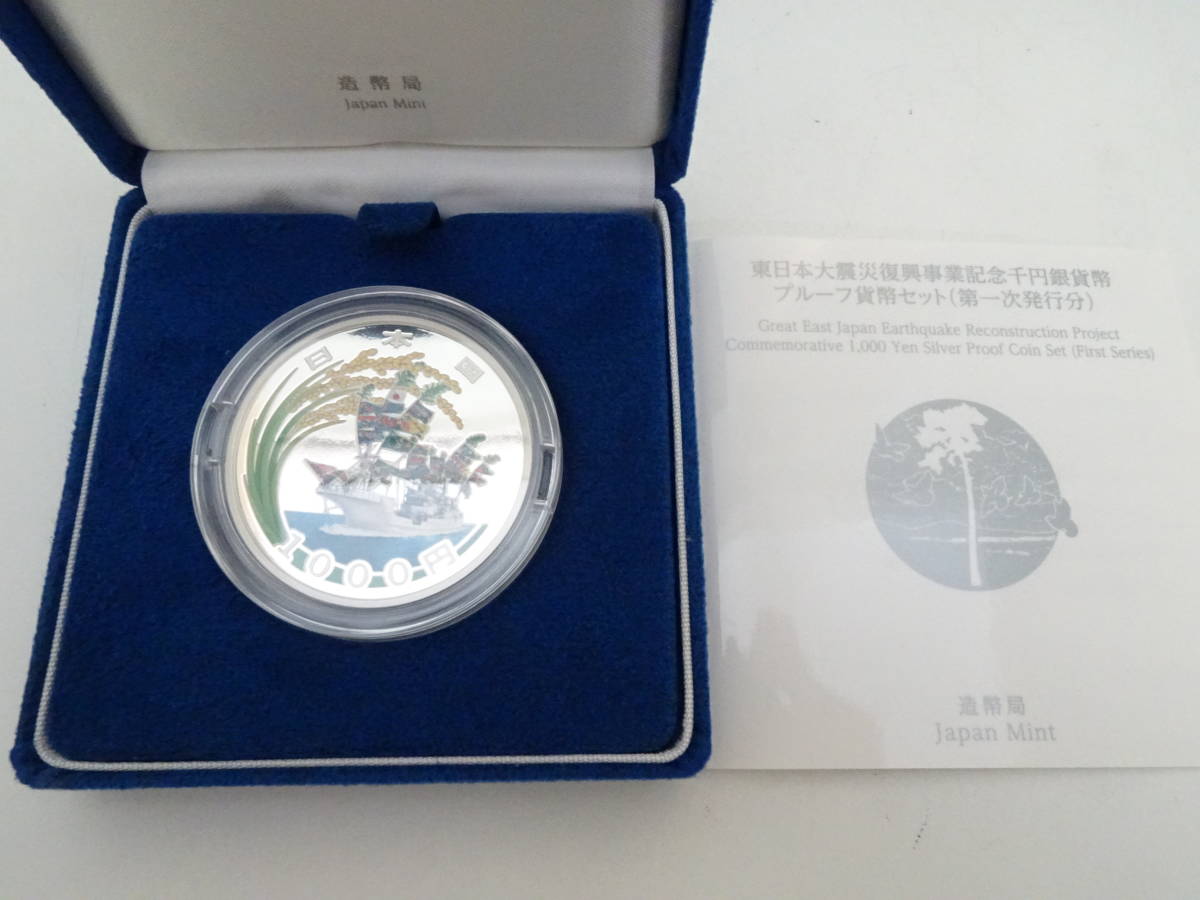 造幣局
Japan Mint
日本国
1000円
東日本大震災復興事業記念千円銀貨幣
プルーフ貨幣セット(第一次発行分)
Great East Japan Earthquake Reconstruction Project
Commemorative 1,000 Yen Silver Proof Coin Set (First Series)
造幣局
Japan Mint